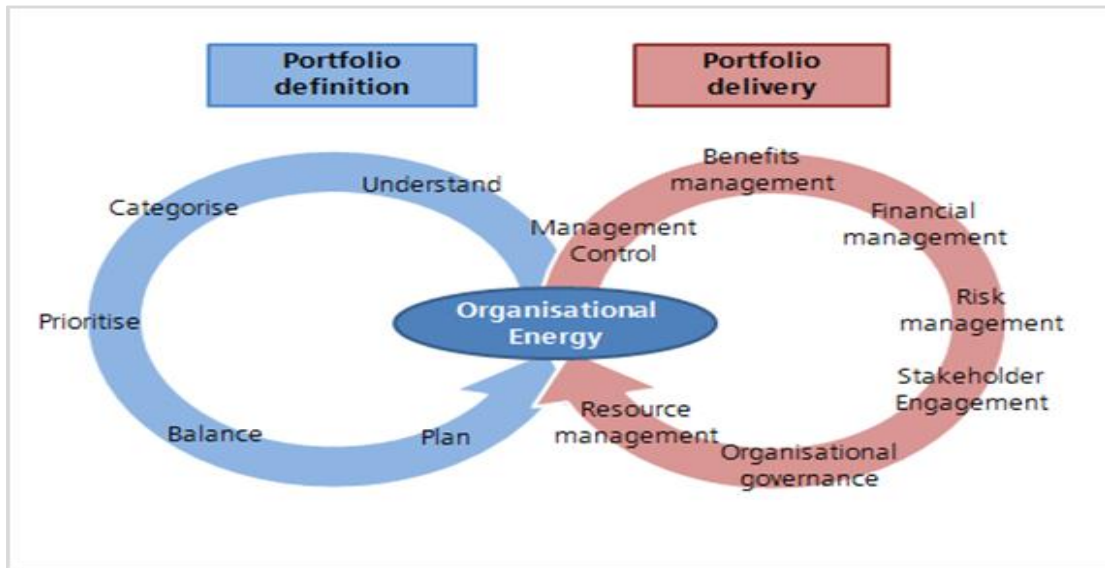 Portfolio
definition
Portfolio
delivery
Understand
Categorise
Prioritise
Balance
Plan
Organisational
Energy
Management
Control
Benefits
management
Financial
management
Risk
management
Stakeholder
Engagement
Organisational
governance
Resource
management